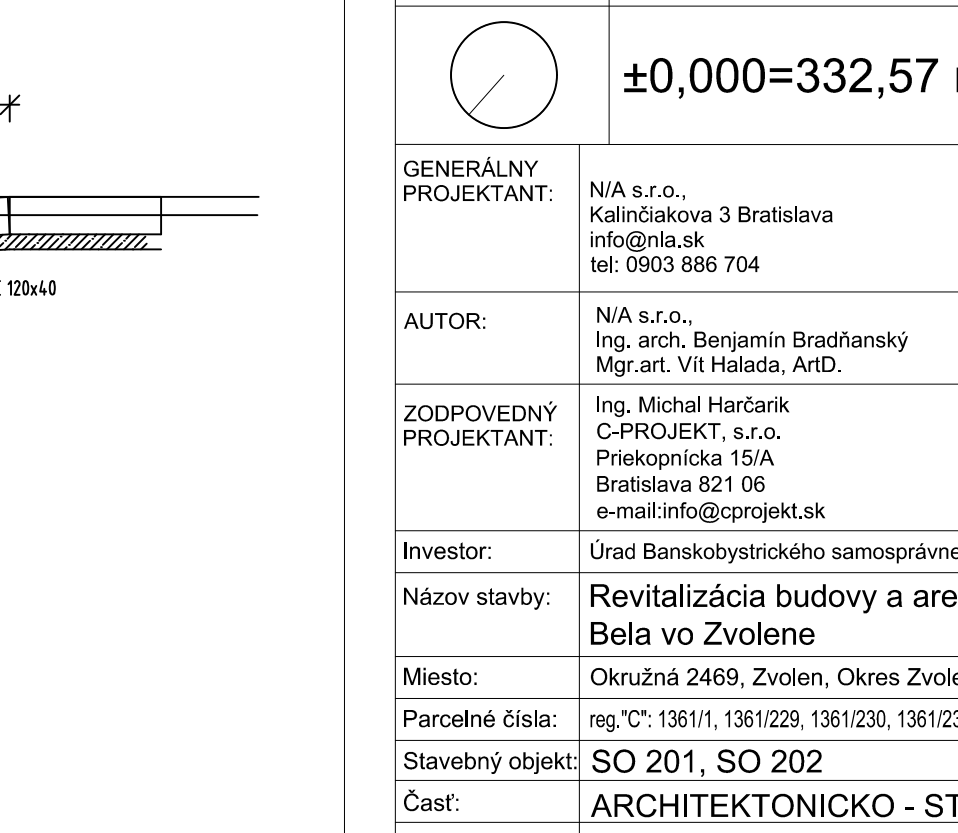 ±0,000=332,57
120x40
GENERÁLNY
PROJEKTANT:
N/A s.r.o.,
Kalinčiakova 3 Bratislava
info@nla.sk
tel: 0903 886 704
AUTOR:
N/A s.r.o.,
Ing. arch. Benjamín Bradňanský
Mgr.art. Vít Halada, ArtD.
ZODPOVEDNÝ
PROJEKTANT:
Ing. Michal Harčarik
C-PROJEKT, s.r.o.
Priekopnícka 15/A
Bratislava 821 06
e-mail:info@cprojekt.sk
Investor:
Úrad Banskobystrického samosprávne
Názov stavby:
Revitalizácia budovy a are
Bela vo Zvolene
Miesto:
Okružná 2469, Zvolen, Okres Zvole
Parcelné čísla:
reg."C": 1361/1, 1361/229, 1361/230, 1361/23
Stavebný objekt:
SO 201, SO 202
Časť:
ARCHITEKTONICKO - ST